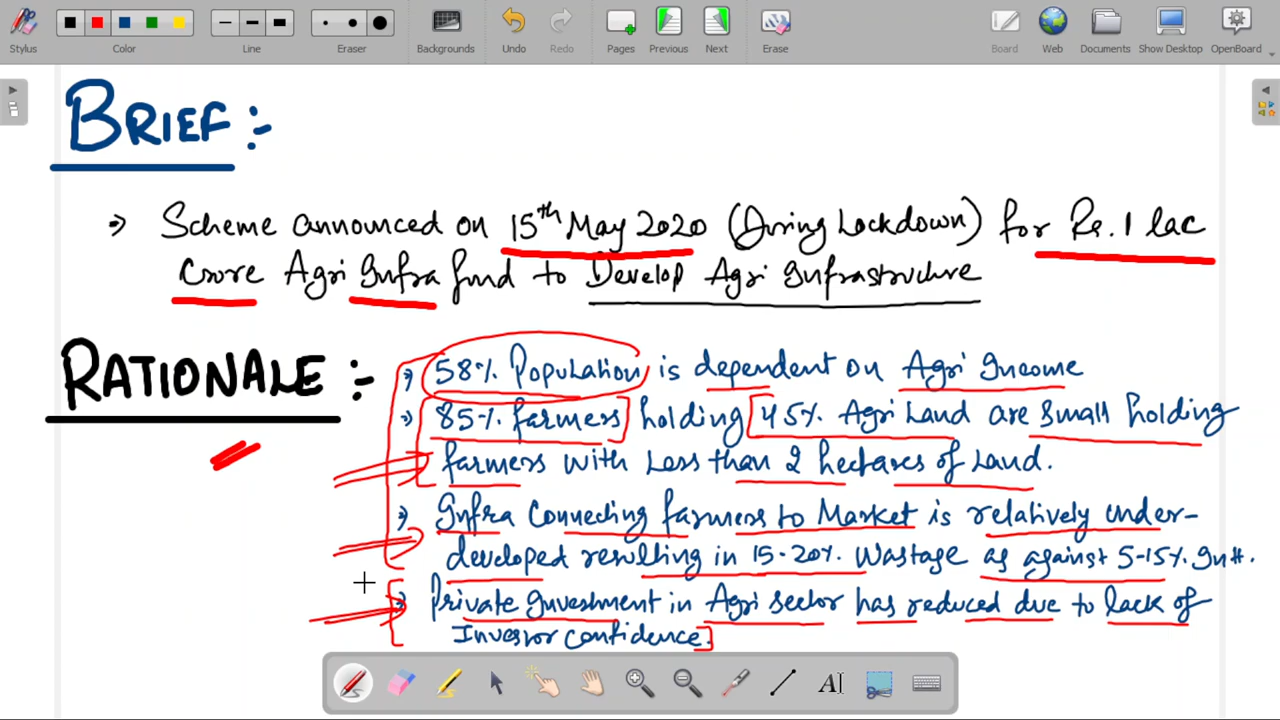 Stylus Color Line Eraser Backgrounds Undo Redo Pages Previous Next Erase Board Web Documents Show Desktop OpenBoard
BRIEF :-
Scheme announced on 15th May 2020 (During Lockdown) for Rs. 1 lac
Crore Agri Infra fund to Develop Agri Infrastructure
RATIONALE :-
58% Population is dependent on Agri Income
85% farmers holding 45% Agri Land are small holding
farmers with Less than 2 hectares of Land.
Infra Connecting farmers to Market is relatively under-
developed resulting in 15-20% Wastage as against 5-15% Int.
Private Investment in Agri sector has reduced due to lack of
Investor Confidence.
AI